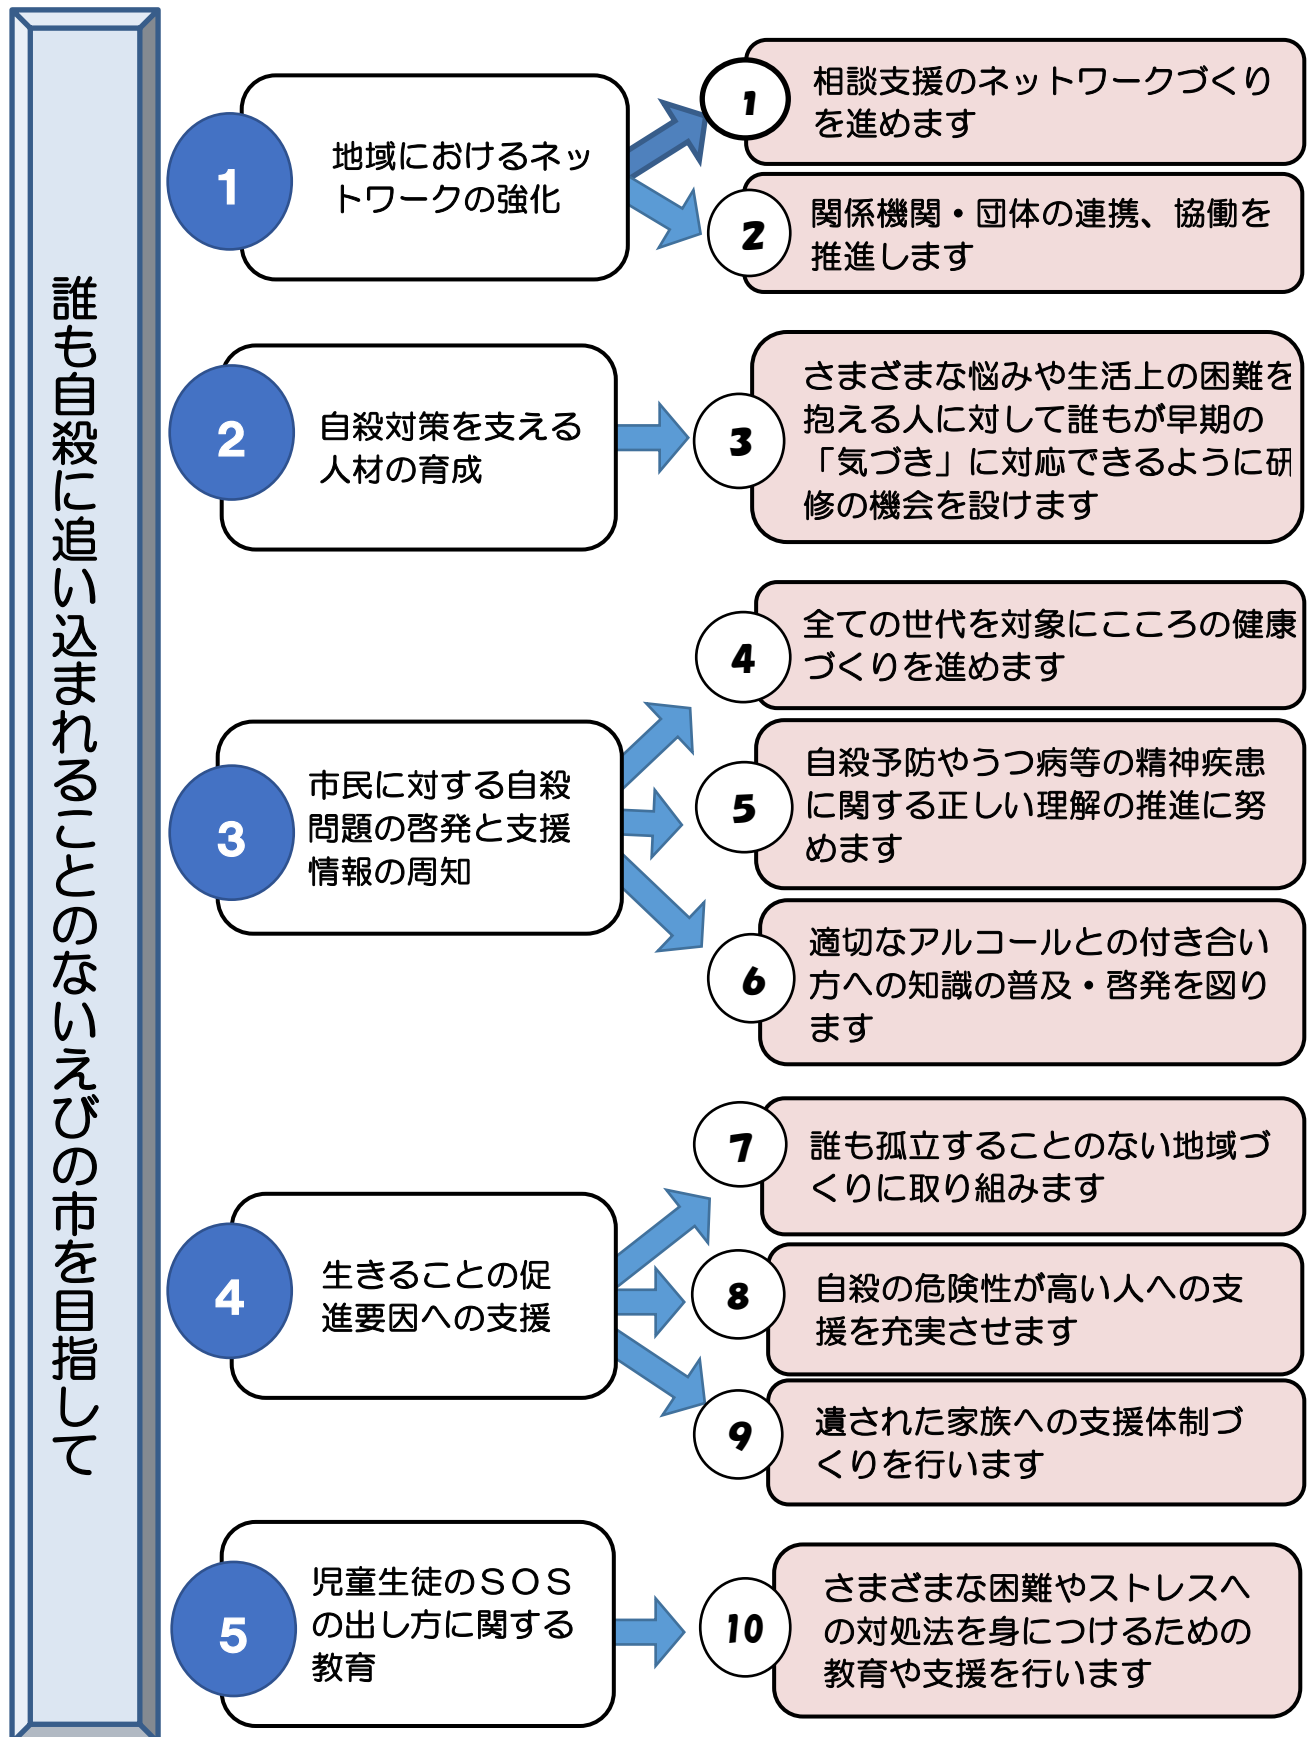 誰も自殺に追い込まれることのないえびの市を目指して
1
地域におけるネッ
トワークの強化
1
相談支援のネットワークづくり
を進めます
2
関係機関・団体の連携、協働を
推進します
2
自殺対策を支える
人材の育成
3
さまざまな悩みや生活上の困難を
抱える人に対して誰もが早期の
「気づき」に対応できるように研
修の機会を設けます
3
市民に対する自殺
問題の啓発と支援
情報の周知
4
全ての世代を対象にこころの健康
づくりを進めます
5
自殺予防やうつ病等の精神疾患
に関する正しい理解の推進に努
めます
6
適切なアルコールとの付き合い
方への知識の普及・啓発を図り
ます
4
生きることの促
進要因への支援
7
誰も孤立することのない地域づ
くりに取り組みます
8
自殺の危険性が高い人への支
援を充実させます
9
遺された家族への支援体制づ
くりを行います
5
児童生徒のＳＯＳ
の出し方に関する
教育
10
さまざまな困難やストレスへ
の対処法を身につけるための
教育や支援を行います